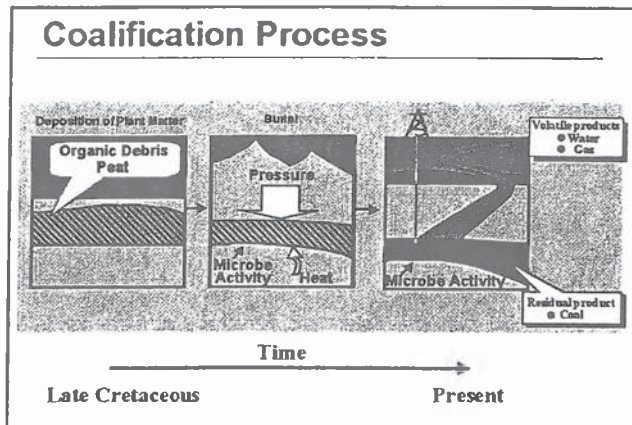 Coalification Process
Deposition of Plant Matter
Organic Debris
Peat
Burial
Pressure
Microbe
Activity
Heat
Volatile products
Water
Gas
Microbe Activity
Residual product
Coal
Time
Late Cretaceous
Present